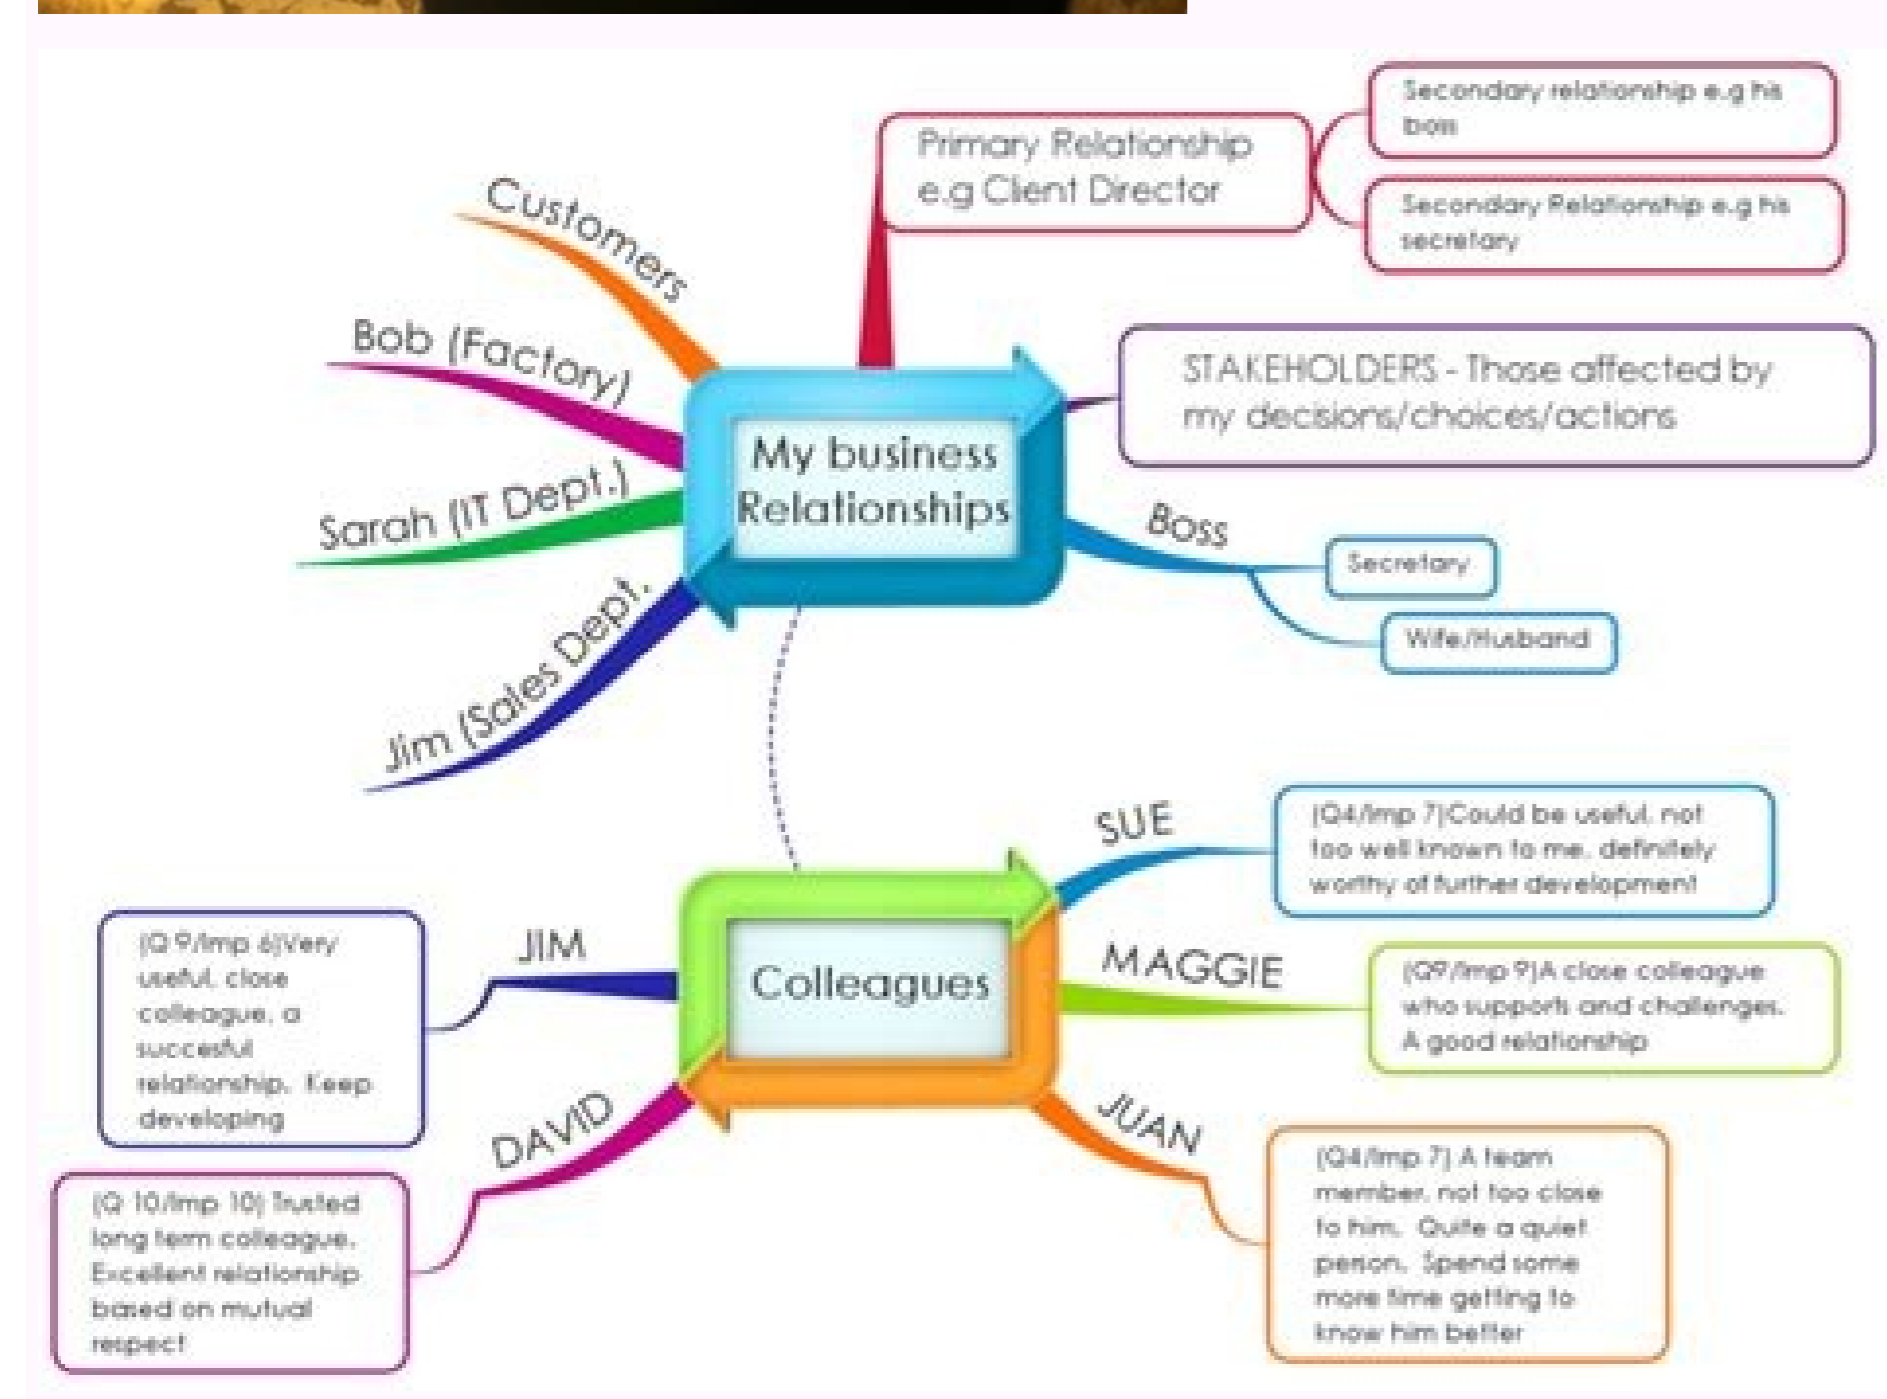 Customers
Bob (Factory)
Sarah (IT Dept.)
Jim (Sales Dept.
My business
Relationships
Primary Relationship
e.g Client Director
Secondary relationship e.g his
boss
Secondary Relationship e.g his
secretary
STAKEHOLDERS - Those affected by
my decisions/choices/actions
Boss
Secretary
Wife/Husband
Colleagues
JIM
(Q 9/Imp 6)Very
useful, close
colleague, a
succesful
relationship. Keep
developing
DAVID
(Q 10/Imp 10) Trusted
long term colleague.
Excellent relationship
based on mutual
respect
SUE
(Q4/Imp 7)Could be useful, not
too well known to me, definitely
worthy of further development
MAGGIE
(Q9/Imp 9)A close colleague
who supports and challenges.
A good relationship
JUAN
(Q4/Imp 7) A team
member, not too close
to him. Quite a quiet
person. Spend some
more time getting to
know him better